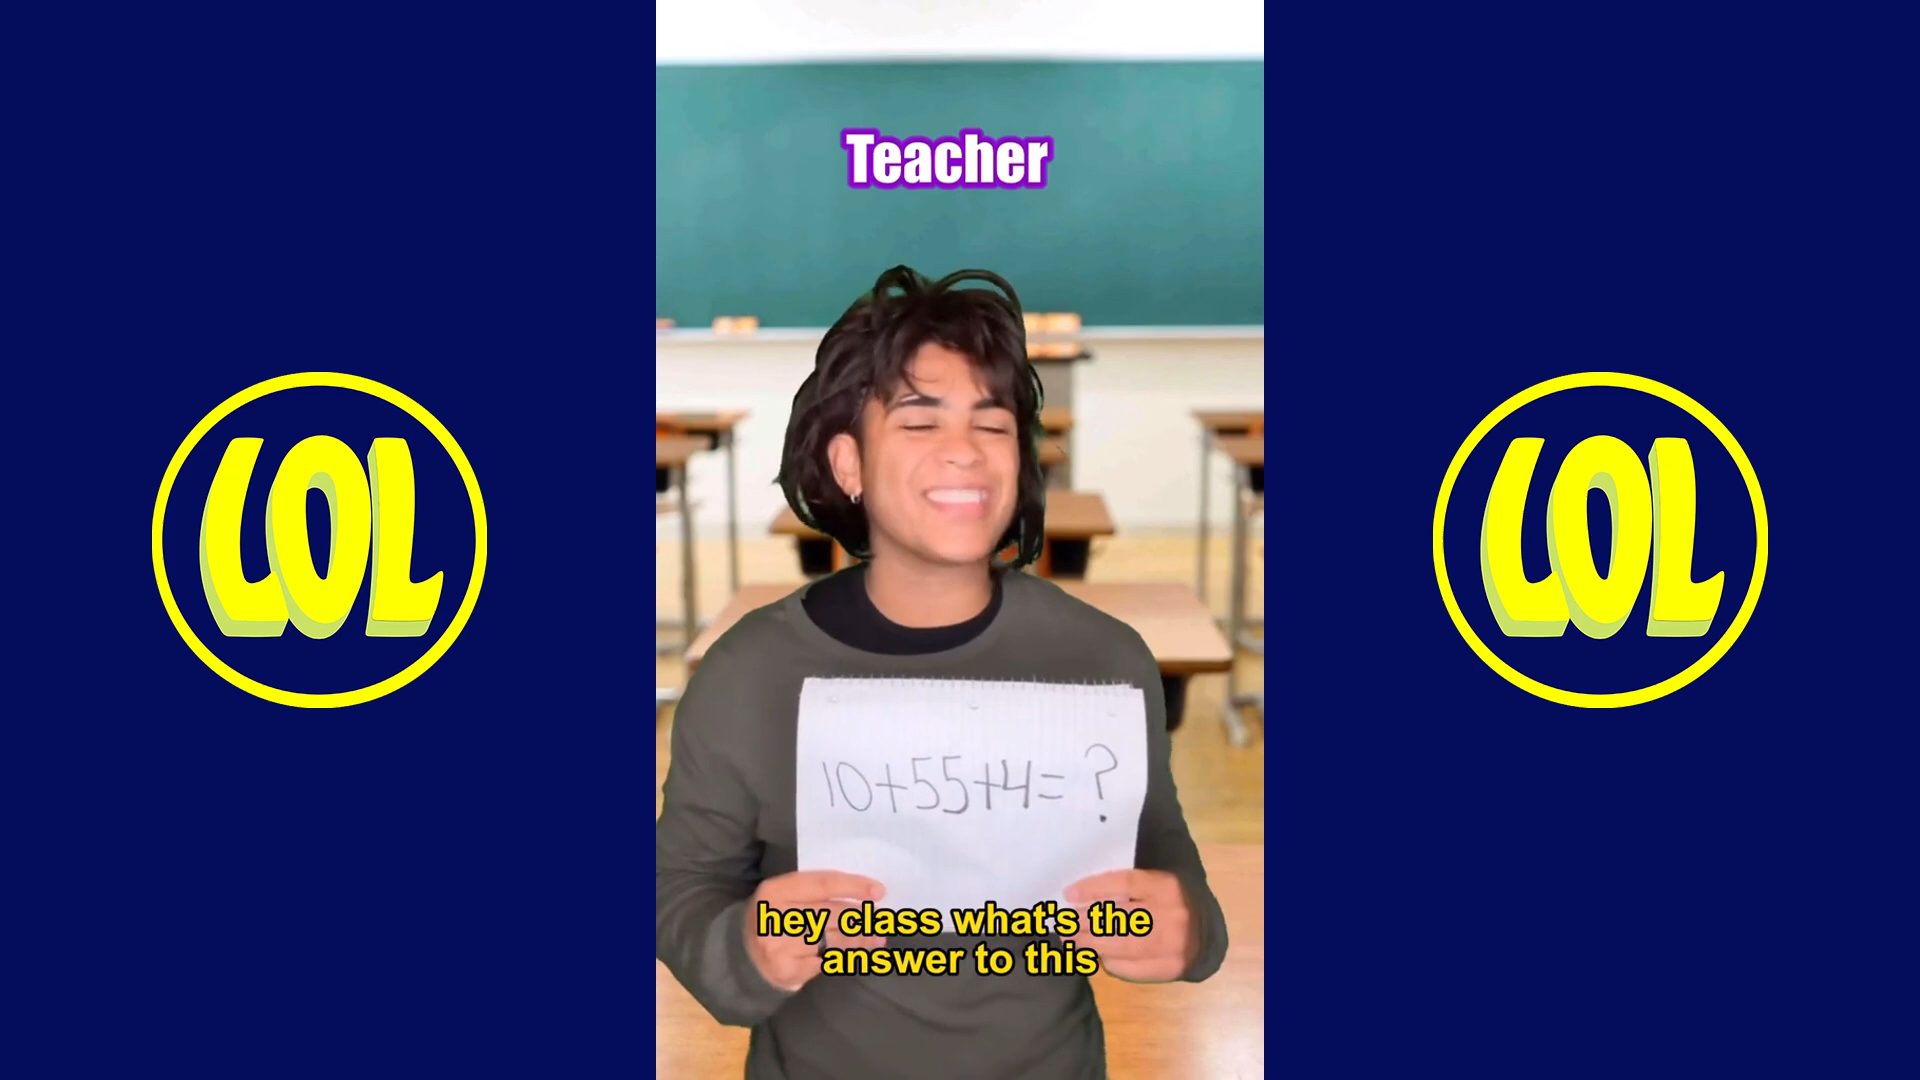 Teacher
LOL
LOL
10+55+4= ?
hey class what's the
answer to this